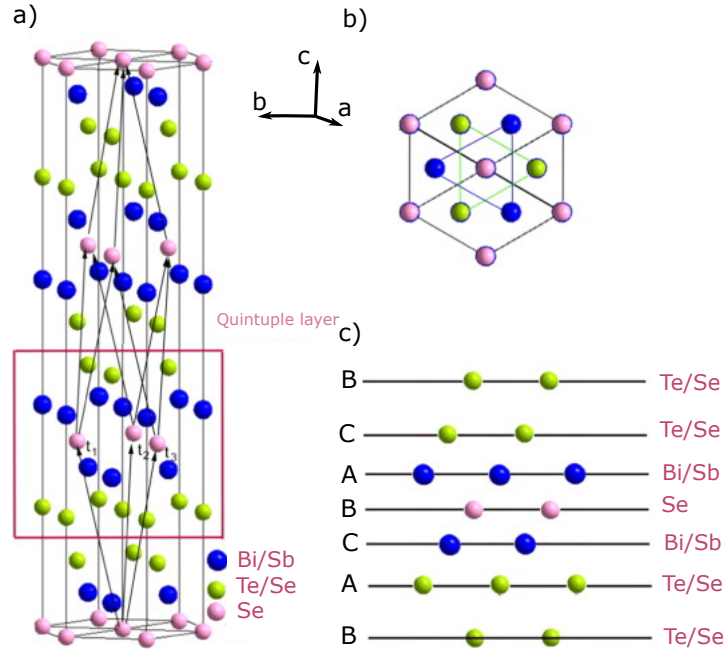 a)
c
b
a
t1
t2
t3
Bi/Sb
Te/Se
Se
b)
Quintuple layer
c)
B Te/Se
C Te/Se
A Bi/Sb
B Se
C Bi/Sb
A Te/Se
B Te/Se